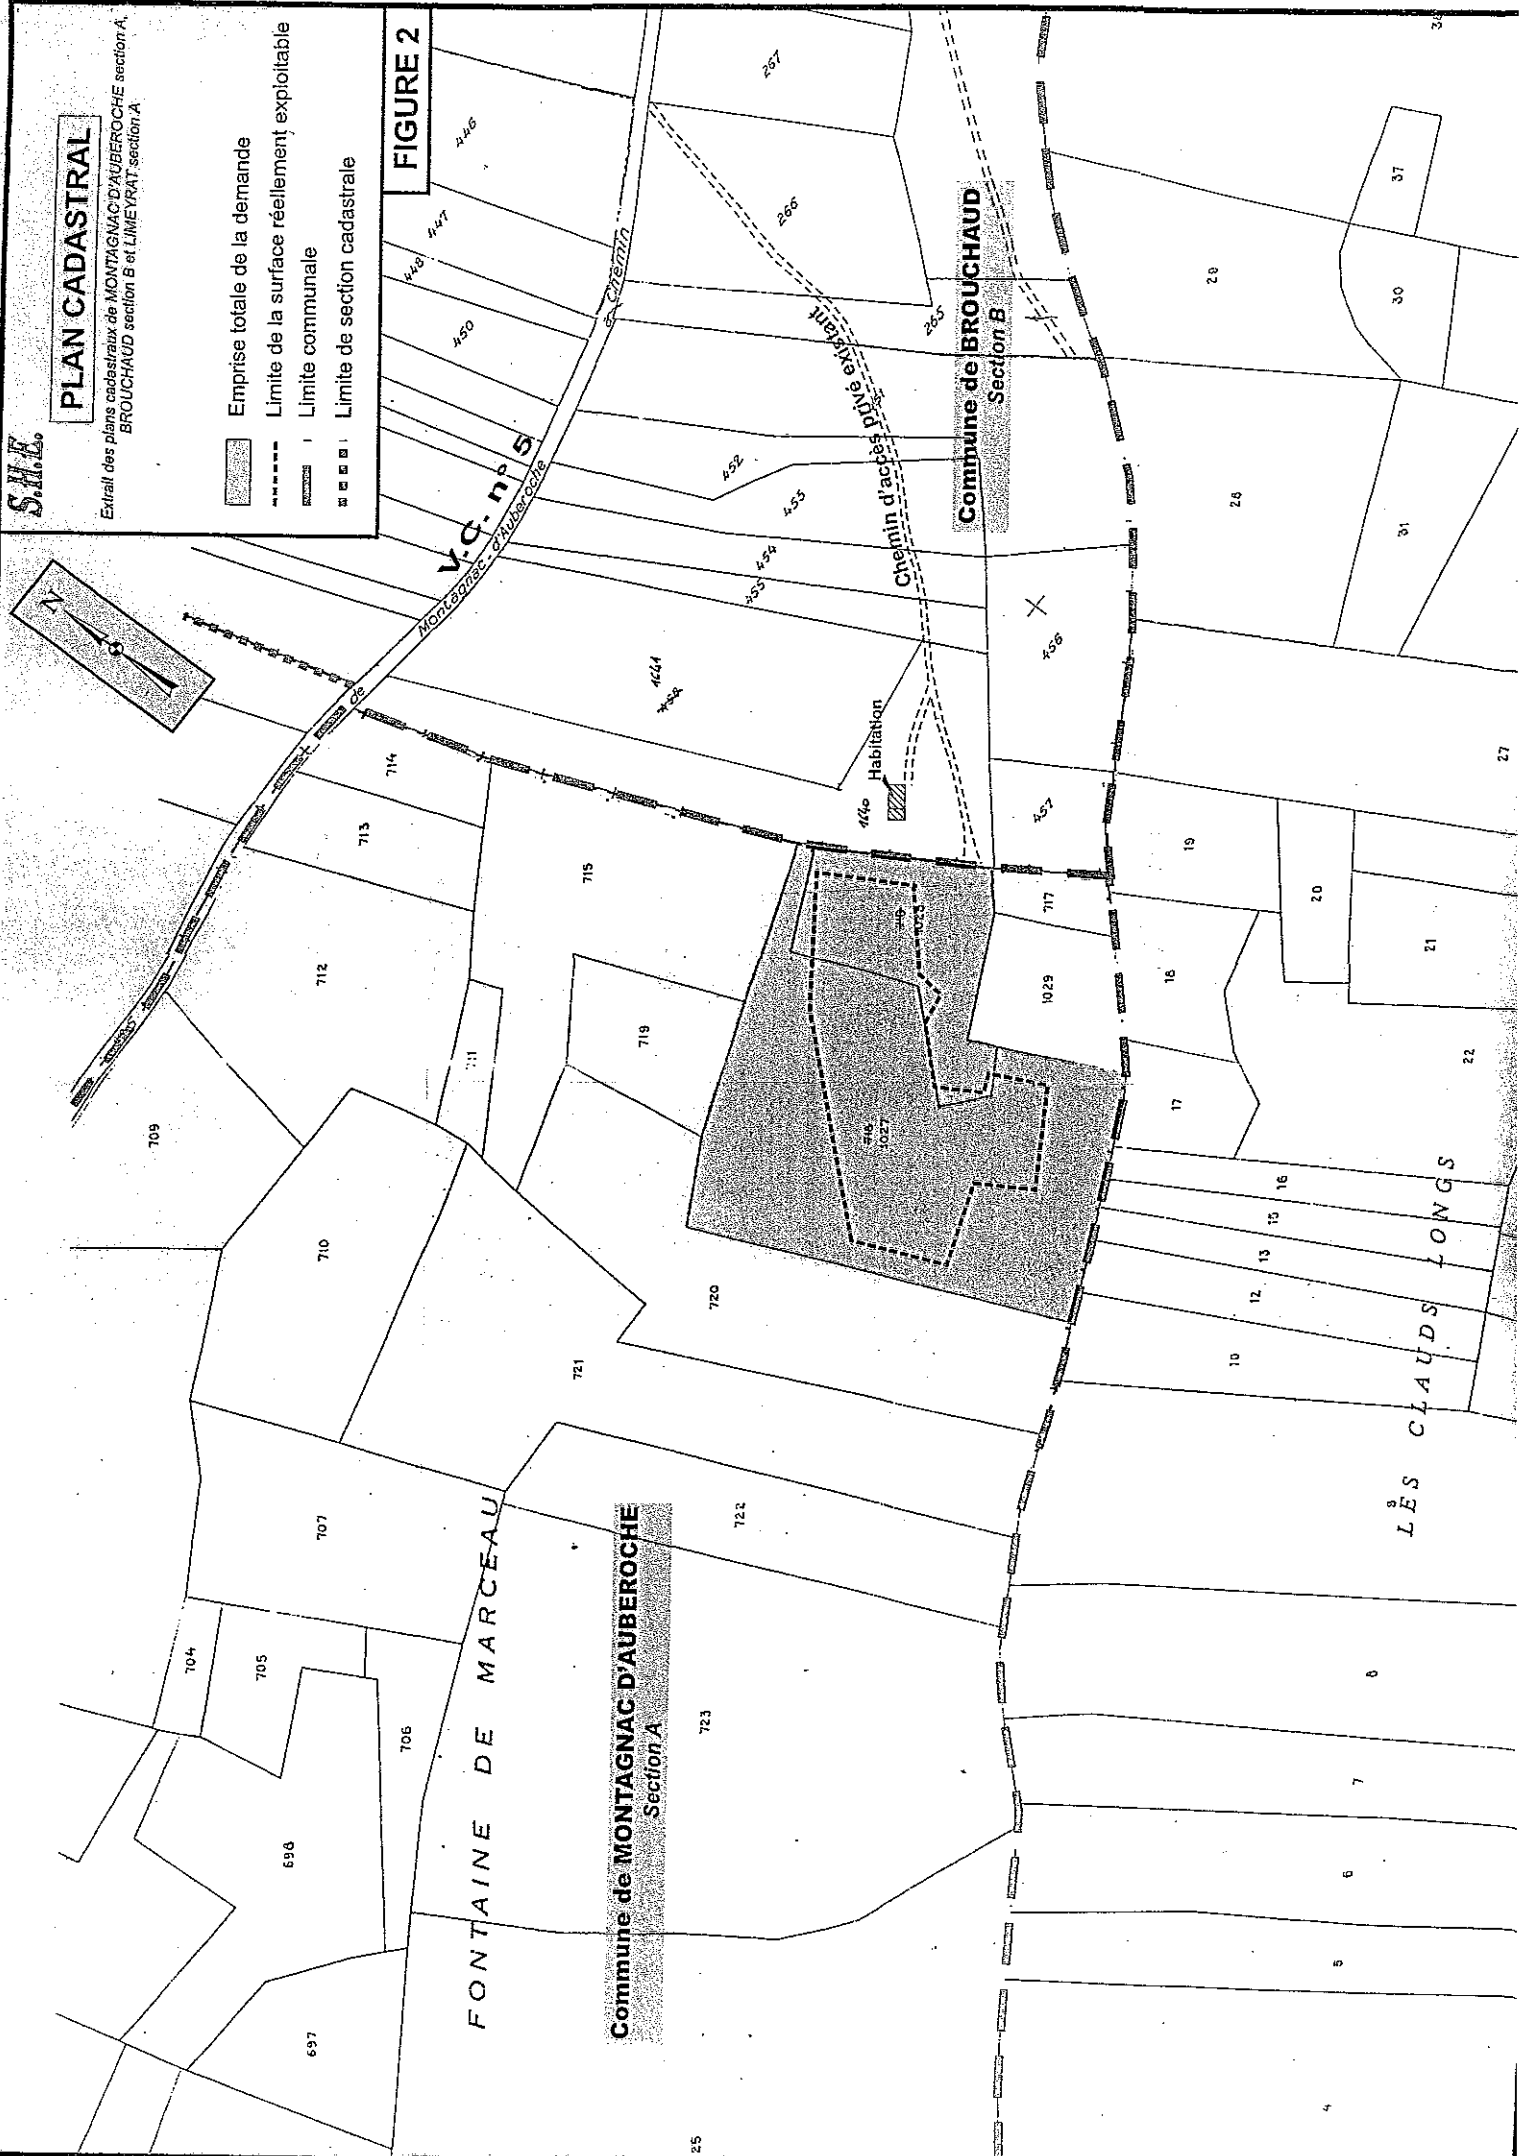 S.H.E.
PLAN CADASTRAL
Extrait des plans cadastraux de MONTAGNAC D'AUBEROCHE section A,
BROUCHAUD section B et LIMEYRAT section A
Emprise totale de la demande
Limite de la surface réellement exploitable
Limite communale
Limite de section cadastrale
FIGURE 2
N
V.C. n° 5
de
Montagnac-d'Auberoche
Chemin
446
447
448
450
267
266
265
452
453
454
455
1641
458
1640
Habitation
Chemin d'accès privé existant
Commune de BROUCHAUD
Section B
456
457
714
713
712
715
711
719
709
710
720
721
1027
1029
717
707
722
704
705
706
698
697
723
25
FONTAINE DE MARCEAU
Commune de MONTAGNAC D'AUBEROCHE
Section A
37
30
29
28
31
27
19
20
21
18
22
17
16
15
13
12
10
LES CLAUDS LONGS
8
7
6
5
4